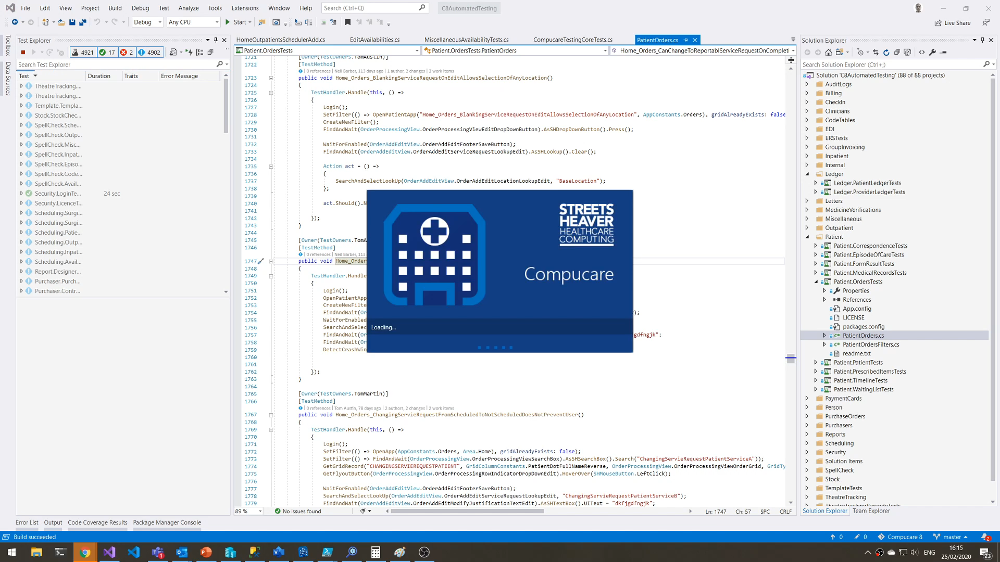 File Edit View Project Build Debug Test Analyze Tools Extensions Window Help Search (Ctrl+Q) C8AutomatedTesting
Live Share
Debug Any CPU Start
Toolbox
Data Sources
Test Explorer
4921 17 2 4902
Search Test Explorer
Test Duration Traits Error Message
TheatreTracking....
TheatreTracking....
Template.Templa...
Stock.StockChec...
SpellCheck.Sche...
SpellCheck.Outp...
SpellCheck.Misc...
SpellCheck.Inpat...
SpellCheck.Episo...
SpellCheck.Code...
SpellCheck.Avail...
Security.LoginTe... 24 sec
Security.LicenceT...
Scheduling.Surgi...
Scheduling.Surgi...
Scheduling.Patie...
Scheduling.Outp...
Scheduling.Inpat...
Scheduling.Avail...
Report.Designer...
Purchaser.Purch...
Purchaser.Contr...
HomeOutpatientsSchedulerAdd.cs EditAvailabilities.cs MiscellaneousAvailabilityTests.cs CompucareTestingCoreTests.cs PatientOrders.cs
Patient.OrdersTests Patient.OrdersTests.PatientOrders Home_Orders_CanChangeToReportablServiceRequestOnCompleti
1721 [Owner(TestOwners.TomAustin)]
1722 [TestMethod]
0 references | Neil Barber, 113 days ago | 1 author, 2 changes | 2 work items
1723 public void Home_Orders_BlankingServiceRequestOnEditAllowsSelectionOfAnyLocation()
1724 {
1725 TestHandler.Handle(this, () =>
1726 {
1727 Login();
1728 SetFilter(() => OpenPatientApp("Home_Orders_BlankingServiceRequestOnEditAllowsSelectionOfAnyLocation", AppConstants.Orders), gridAlreadyExists: false
1729 CreateNewFilter();
1730 FindAndWait(OrderProcessingView.OrderProcessingViewEditDropDownButton).AsSHDropDownButton().Press();
1731
1732 WaitForEnabled(OrderAddEditView.OrderAddEditFooterSaveButton);
1733 FindAndWait(OrderAddEditView.OrderAddEditServiceRequestLookupEdit).AsSHLookup().Clear();
1734
1735 Action act = () =>
1736 {
1737 SearchAndSelectLookUp(OrderAddEditView.OrderAddEditLocationLookupEdit, "BaseLocation");
1738 };
1739
1740 act.Should().N
1741
1742 });
1743 }
1744
1745 [Owner(TestOwners.TomA
1746 [TestMethod]
0 references | Neil Barber, 113
1747 public void Home_Order
1748 {
1749 TestHandler.Handle
1750 {
1751 Login();
1752 OpenPatientApp
1753 CreateNewFilte
1754 FindAndWait(Or );
1755 WaitForEnabled
1756 SearchAndSelec
1757 FindAndWait(Or gdfngjk";
1758 FindAndWait(Or
1759 DetectCrashWin
1760
1761
1762 });
1763 }
1764
1765 [Owner(TestOwners.TomMartin)]
1766 [TestMethod]
0 references | Tom Austin, 78 days ago | 2 authors, 2 changes | 2 work items
1767 public void Home_Orders_ChangingServieRequestFromScheduledToNotScheduledDoesNotPreventUser()
1768 {
1769 TestHandler.Handle(this, () =>
1770 {
1771 Login();
1772 SetFilter(() => OpenApp(AppConstants.Orders, Area.Home), gridAlreadyExists: false);
1773 SetFilter(() => FindAndWait(OrderProcessingView.OrderProcessingViewSearchBox).AsSHSearchBox().Search("ChangingServieRequestPatientServiceA"));
1774 GetGridRecord("CHANGINGSERVIEREQUESTPATIENT", GridColumnConstants.PatientDotFullNameReverse, OrderProcessingView.OrderProcessingViewOrderGrid, GridTy
1775 GetFlyoutButton(OrderProcessingView.OrderProcessingRowIndicatorDropDownEdit).HoverOver(SHMouseButton.LeftClick);
1776
1777 WaitForEnabled(OrderAddEditView.OrderAddEditFooterSaveButton);
1778 SearchAndSelectLookUp(OrderAddEditView.OrderAddEditServiceRequestLookupEdit, "ChangingServieRequestPatientServiceB");
1779 FindAndWait(OrderAddEditView.OrderAddEditModifyJustificationTextEdit).AsSHTextBox().UIText = "dkfjgdfngjk";
STREETS
HEAVER
HEALTHCARE
COMPUTING
Compucare
Loading...
89 % No issues found Ln: 1747 Ch: 57 SPC CRLF
Solution Explorer
Search Solution Explorer (Ctrl+;)
Solution 'C8AutomatedTesting' (88 of 88 projects)
AuditLogs
Billing
CheckIn
Clinicians
CodeTables
EDI
ERSTests
GroupInvoicing
Inpatient
Internal
Ledger
Ledger.PatientLedgerTests
Ledger.ProviderLedgerTests
Letters
MedicineVerifications
Miscellaneous
Outpatient
Patient
Patient.CorrespondenceTests
Patient.EpisodeOfCareTests
Patient.FormResultTests
Patient.MedicalRecordsTests
Patient.OrdersTests
Properties
References
App.config
LICENSE
packages.config
PatientOrders.cs
PatientOrdersFilters.cs
readme.txt
Patient.PatientTests
Patient.PrescribedItemsTests
Patient.TimelineTests
Patient.WaitingListTests
PaymentCards
Person
PurchaseOrders
Purchasers
Reports
Scheduling
Security
Solution Items
SpellCheck
Stock
TemplateTests
TheatreTracking
TheatreTrackingBarcodeTests
Solution Explorer Team Explorer
Error List Output Code Coverage Results Package Manager Console
Build succeeded 0 0 Compucare 8 master 2
ENG 16:15
25/02/2020 23